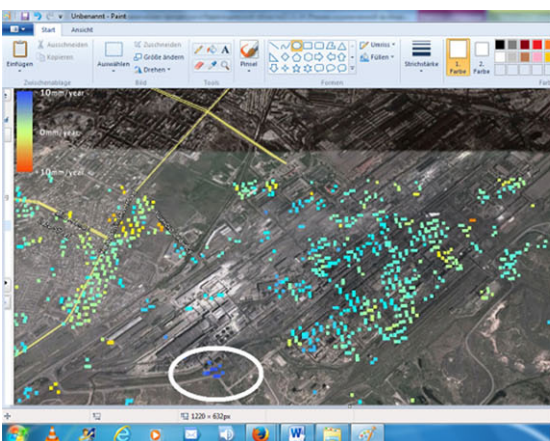 Unbenannt - Paint
Start Ansicht
Einfügen
Ausschneiden
Kopieren
Zwischenablage
Auswählen
Zuschneiden
Größe ändern
Drehen
Bild
Tools
Pinsel
Formen
Umriss
Füllen
Strichstärke
1. Farbe
2. Farbe
-10mm/year
0mm/year
+10mm/year
1220 × 632px